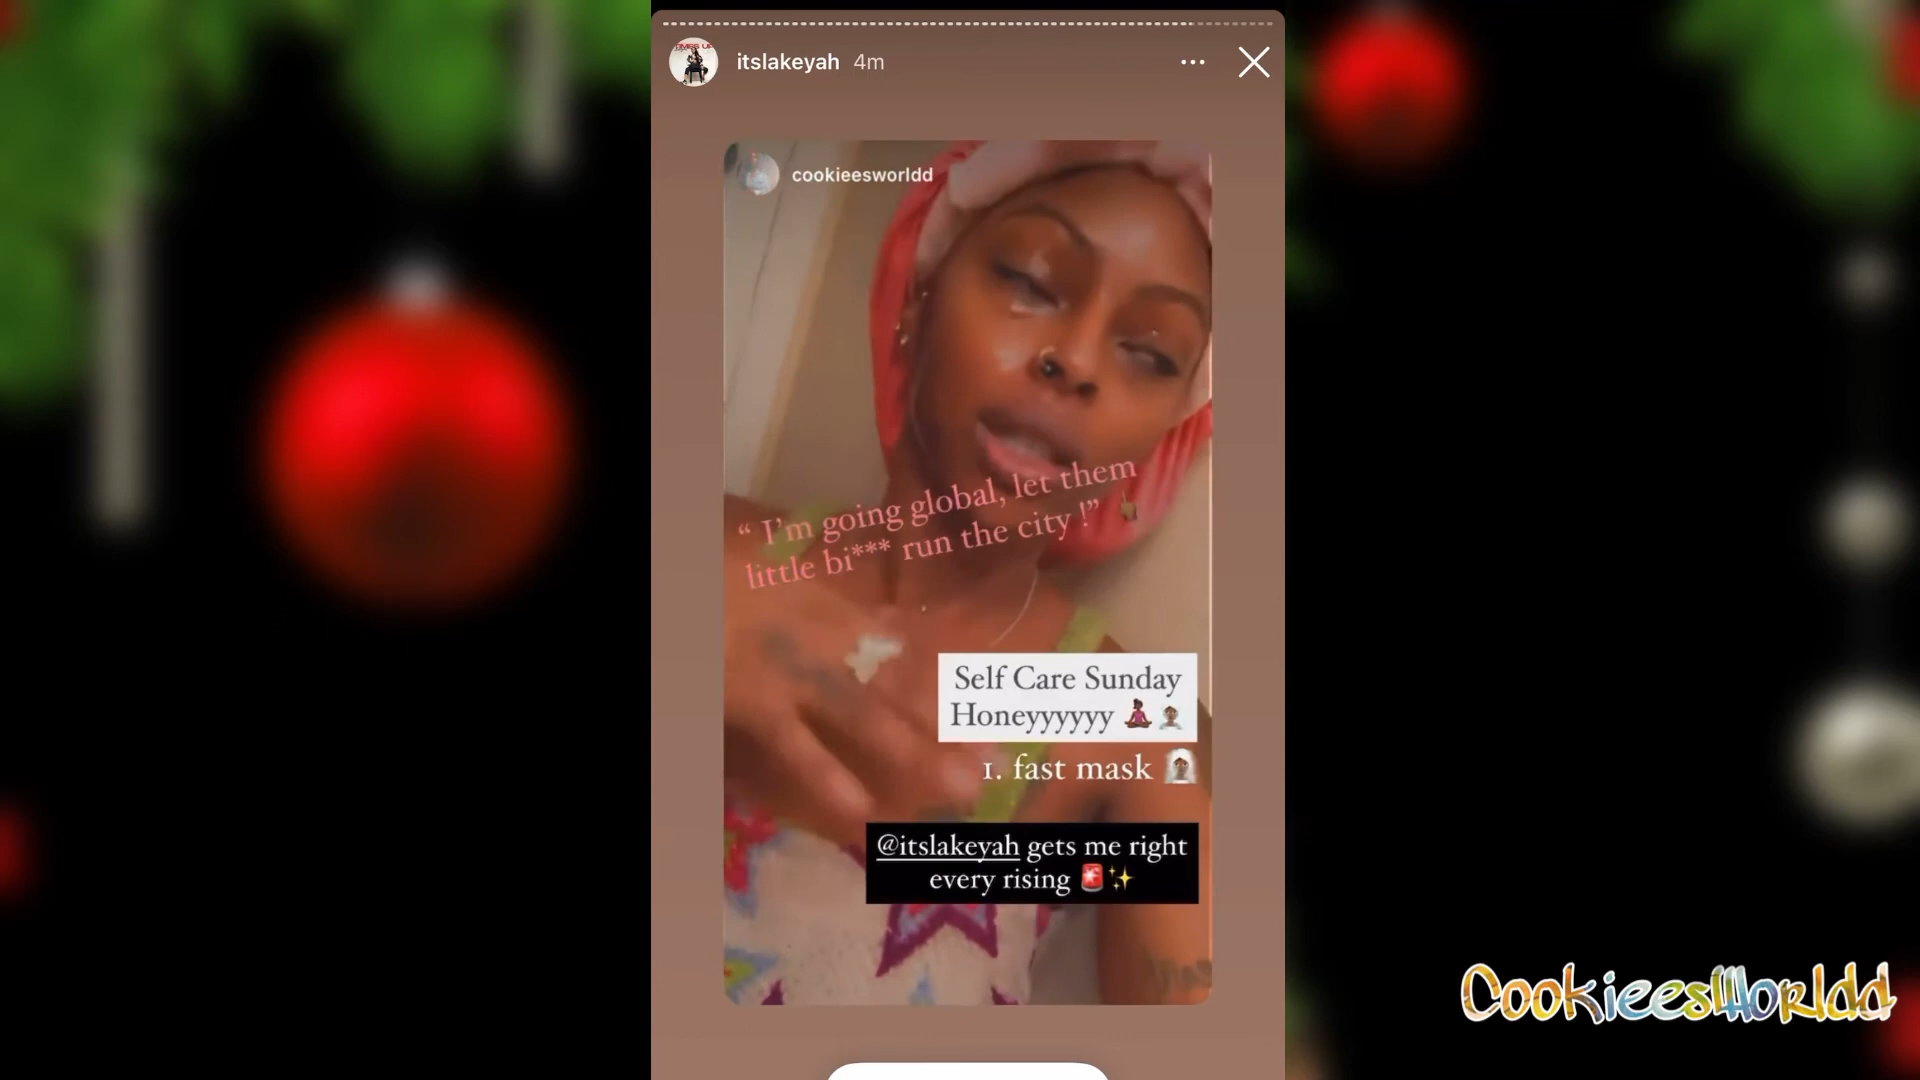 itslakeyah 4m
cookieesworldd
“ I’m going global, let them
little bi*** run the city !”
Self Care Sunday
Honeyyyyyy
1. fast mask
@itslakeyah gets me right
every rising
CookieesWorldd